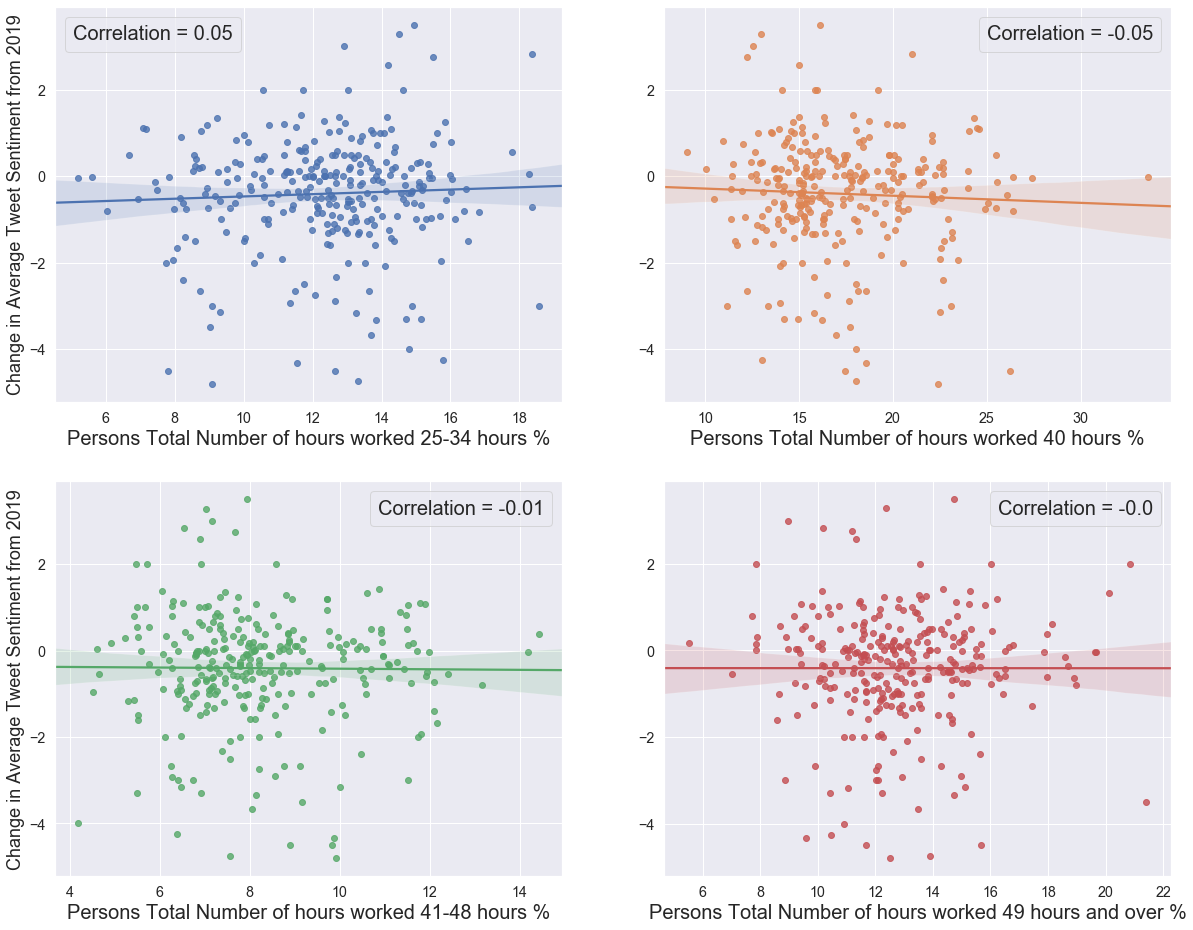 Correlation = 0.05
Change in Average Tweet Sentiment from 2019
2
0
−2
−4
6 8 10 12 14 16 18
Persons Total Number of hours worked 25-34 hours %
Correlation = -0.05
2
0
−2
−4
10 15 20 25 30
Persons Total Number of hours worked 40 hours %
Correlation = -0.01
Change in Average Tweet Sentiment from 2019
2
0
−2
−4
4 6 8 10 12 14
Persons Total Number of hours worked 41-48 hours %
Correlation = -0.0
2
0
−2
−4
6 8 10 12 14 16 18 20 22
Persons Total Number of hours worked 49 hours and over %